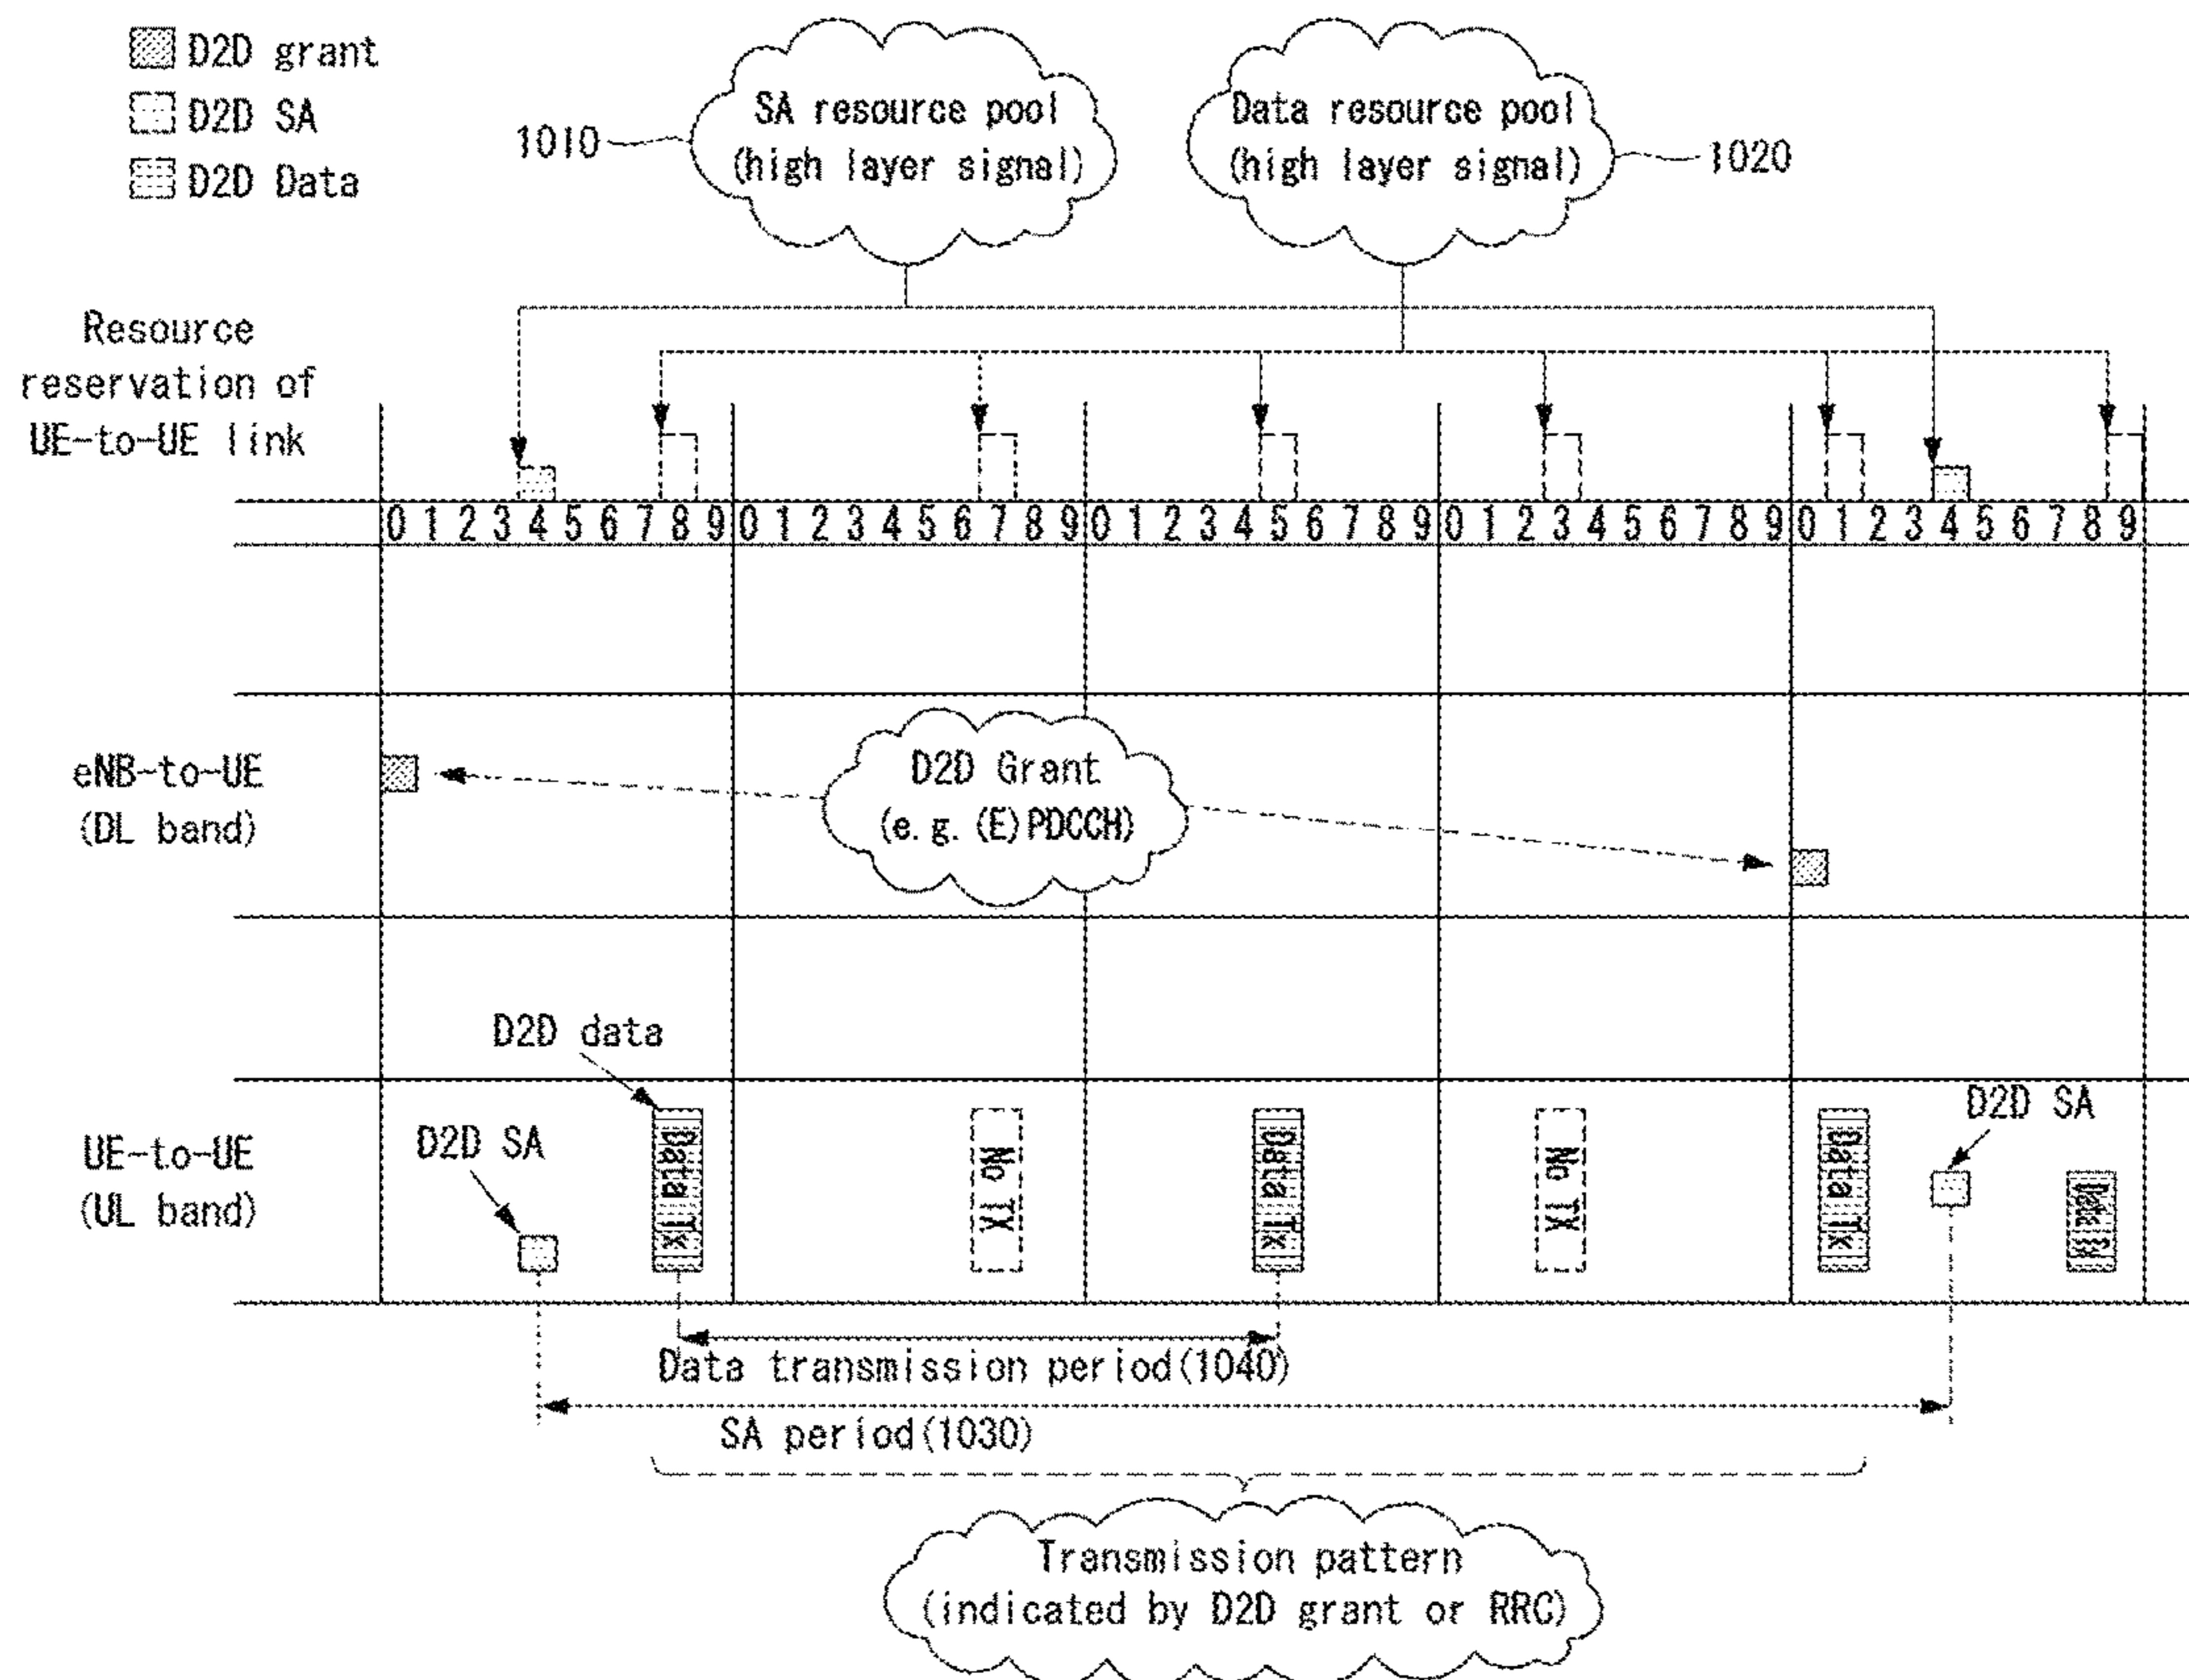 D2D grant
D2D SA
D2D Data
1010
SA resource pool
(high layer signal)
Data resource pool
(high layer signal)
1020
Resource
reservation of
UE-to-UE link
0 1 2 3 4 5 6 7 8 9 0 1 2 3 4 5 6 7 8 9 0 1 2 3 4 5 6 7 8 9 0 1 2 3 4 5 6 7 8 9 0 1 2 3 4 5 6 7 8 9
eNB-to-UE
(DL band)
D2D Grant
(e.g.(E)PDCCH)
D2D data
D2D SA
UE-to-UE
(UL band)
D2D SA
Data Tx
No TX
Data Tx
No TX
Data Tx
Data transmission period(1040)
SA period(1030)
Transmission pattern
(indicated by D2D grant or RRC)